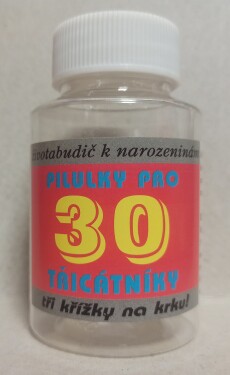 k narozeninám
PILULKY PRO
30
TŘICÁTNÍKY
tři křížky na krku!